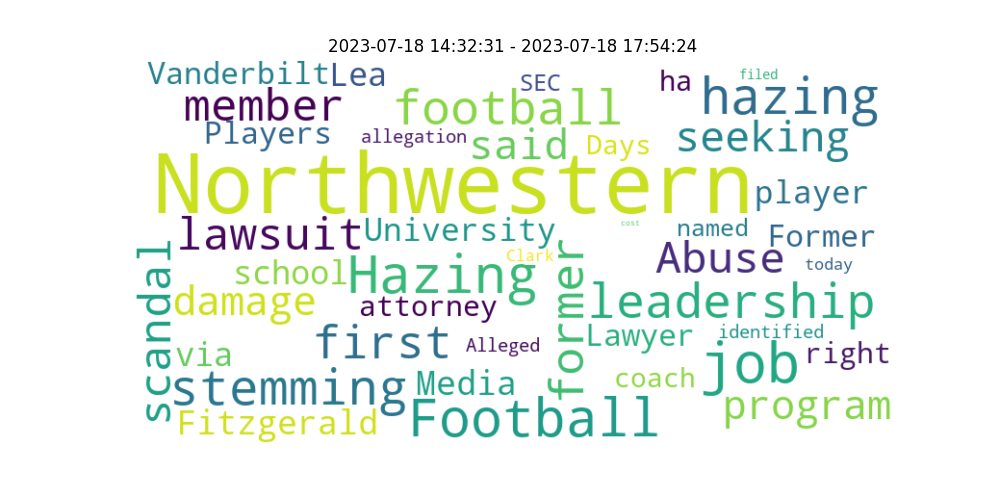 2023-07-18 14:32:31 - 2023-07-18 17:54:24
Vanderbilt Lea SEC ha filed
member football hazing
Players allegation said Days seeking
Northwestern player
lawsuit University cost named Former
scandal school Hazing Clark former Abuse today
damage attorney leadership
first Alleged Lawyer identified
via job right
stemming Media coach program
Fitzgerald Football